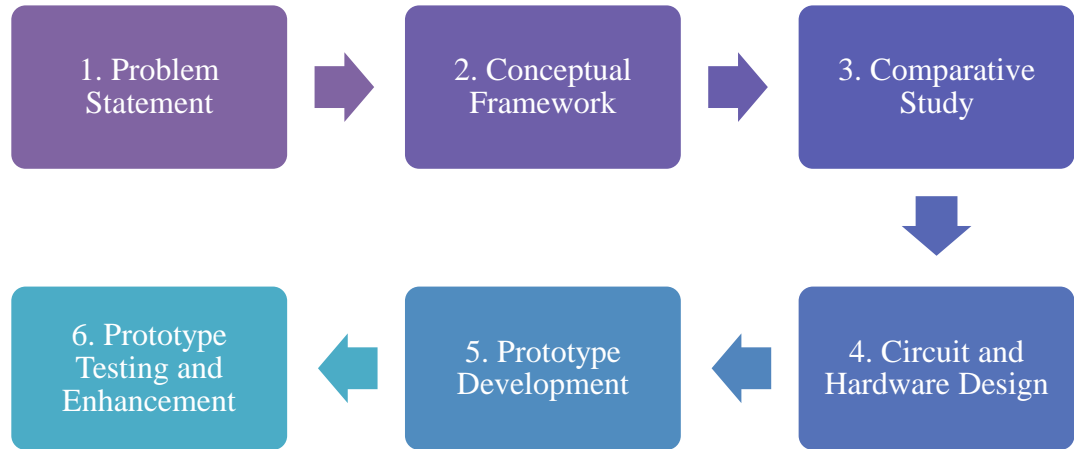 1. Problem
Statement
2. Conceptual
Framework
3. Comparative
Study
4. Circuit and
Hardware Design
5. Prototype
Development
6. Prototype
Testing and
Enhancement